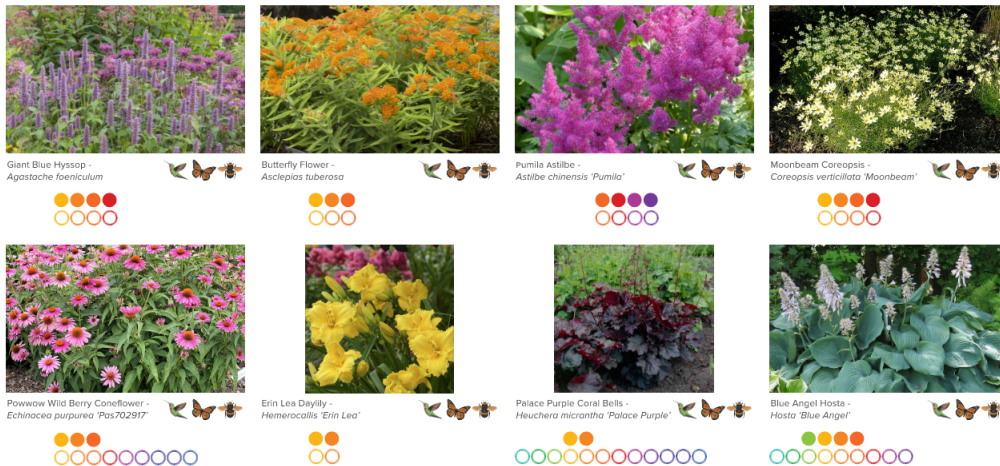 Giant Blue Hyssop -
Agastache foeniculum
Butterfly Flower -
Asclepias tuberosa
Pumila Astilbe -
Astilbe chinensis 'Pumila'
Moonbeam Coreopsis -
Coreopsis verticillata 'Moonbeam'
Powwow Wild Berry Coneflower -
Echinacea purpurea 'Pas702917'
Erin Lea Daylily -
Hemerocallis 'Erin Lea'
Palace Purple Coral Bells -
Heuchera micrantha 'Palace Purple'
Blue Angel Hosta -
Hosta 'Blue Angel'